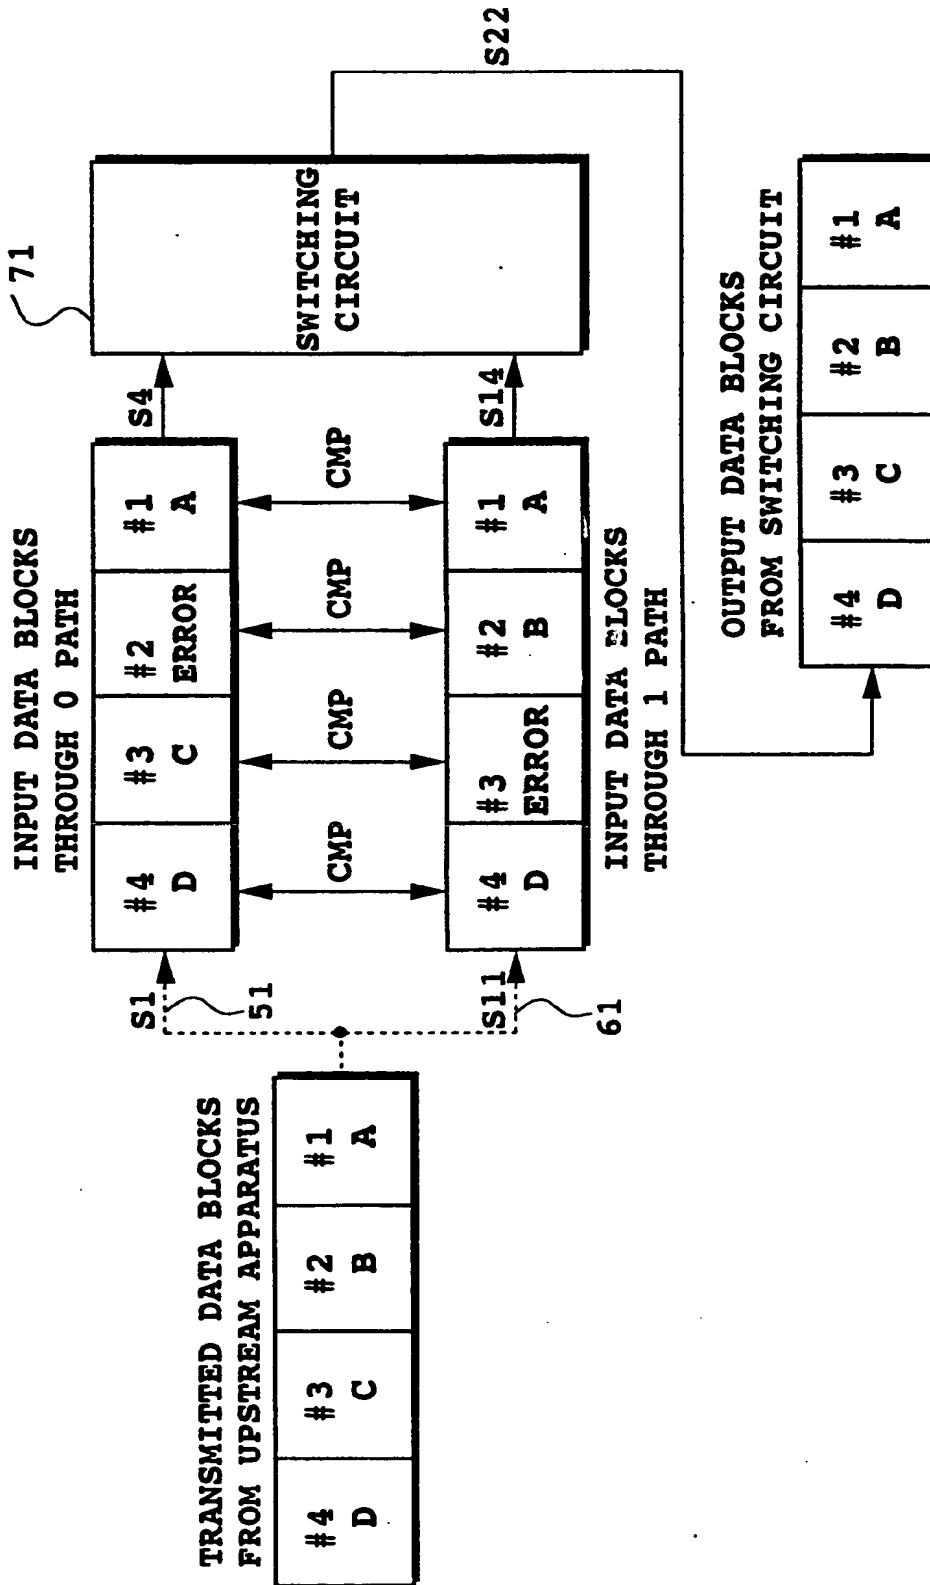 TRANSMITTED DATA BLOCKS
FROM UPSTREAM APPARATUS
#4 #3 #2 #1
D C B A
S1
51
S11
61
INPUT DATA BLOCKS
THROUGH 0 PATH
#4 #3 #2 #1
D C ERROR A
CMP CMP CMP CMP
#4 #3 #2 #1
D ERROR B A
INPUT DATA BLOCKS
THROUGH 1 PATH
S4
S14
71
SWITCHING
CIRCUIT
S22
OUTPUT DATA BLOCKS
FROM SWITCHING CIRCUIT
#4 #3 #2 #1
D C B A